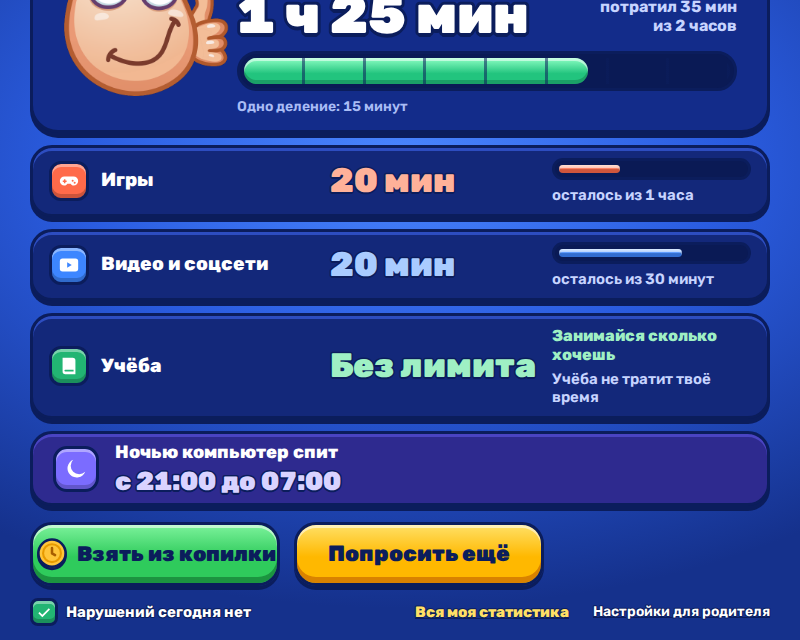 1 ч 25 мин
потратил 35 мин
из 2 часов
Одно деление: 15 минут
Игры
20 мин
осталось из 1 часа
Видео и соцсети
20 мин
осталось из 30 минут
Учёба
Без лимита
Занимайся сколько
хочешь
Учёба не тратит твоё
время
Ночью компьютер спит
с 21:00 до 07:00
Взять из копилки
Попросить ещё
Нарушений сегодня нет
Вся моя статистика
Настройки для родителя